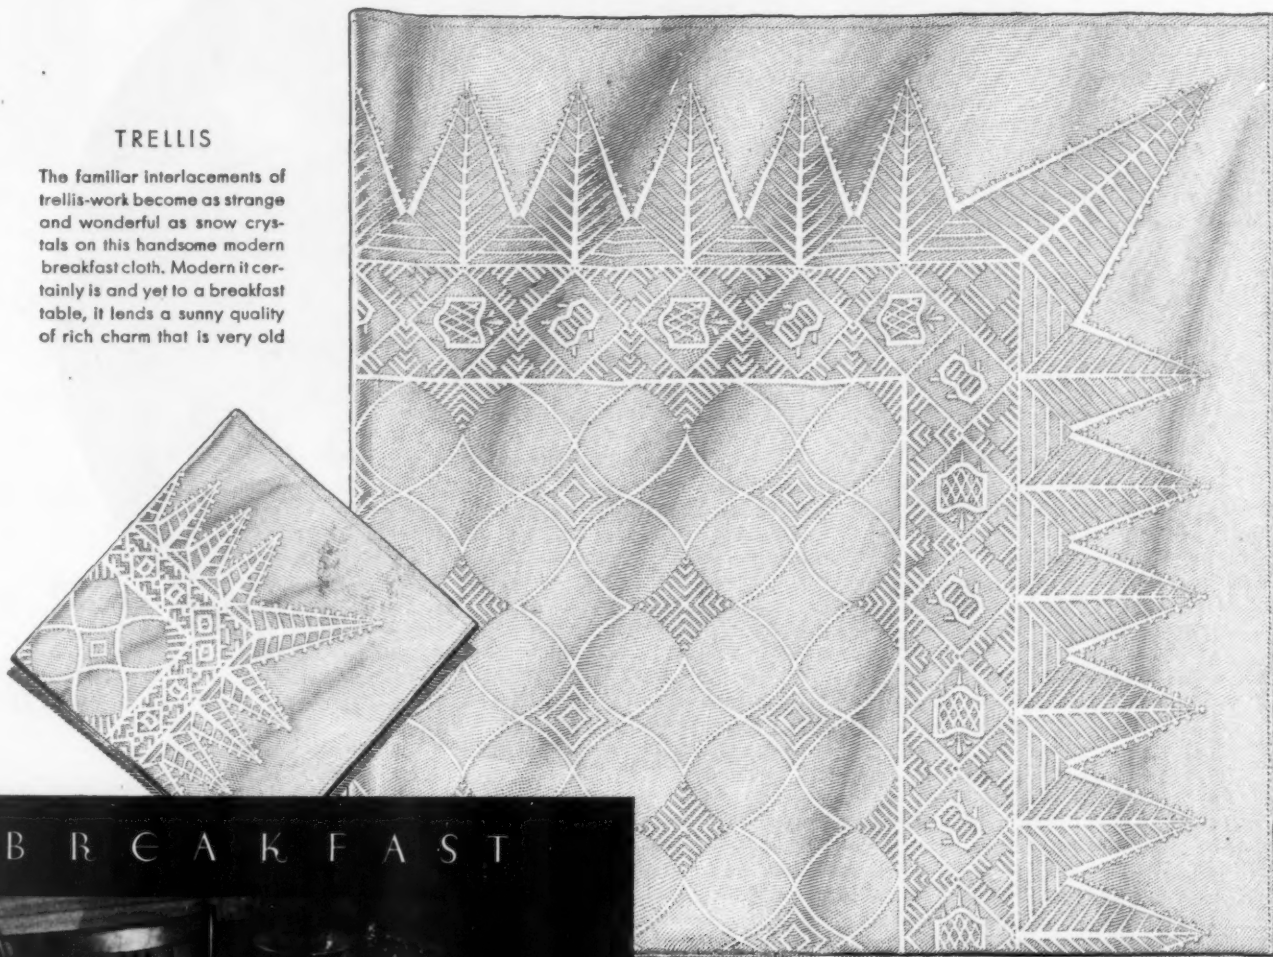 TRELLIS
The familiar interlacements of
trellis-work become as strange
and wonderful as snow crys-
tals on this handsome modern
breakfast cloth. Modern it cer-
tainly is and yet to a breakfast
table, it lends a sunny quality
of rich charm that is very old
BREAKFAST